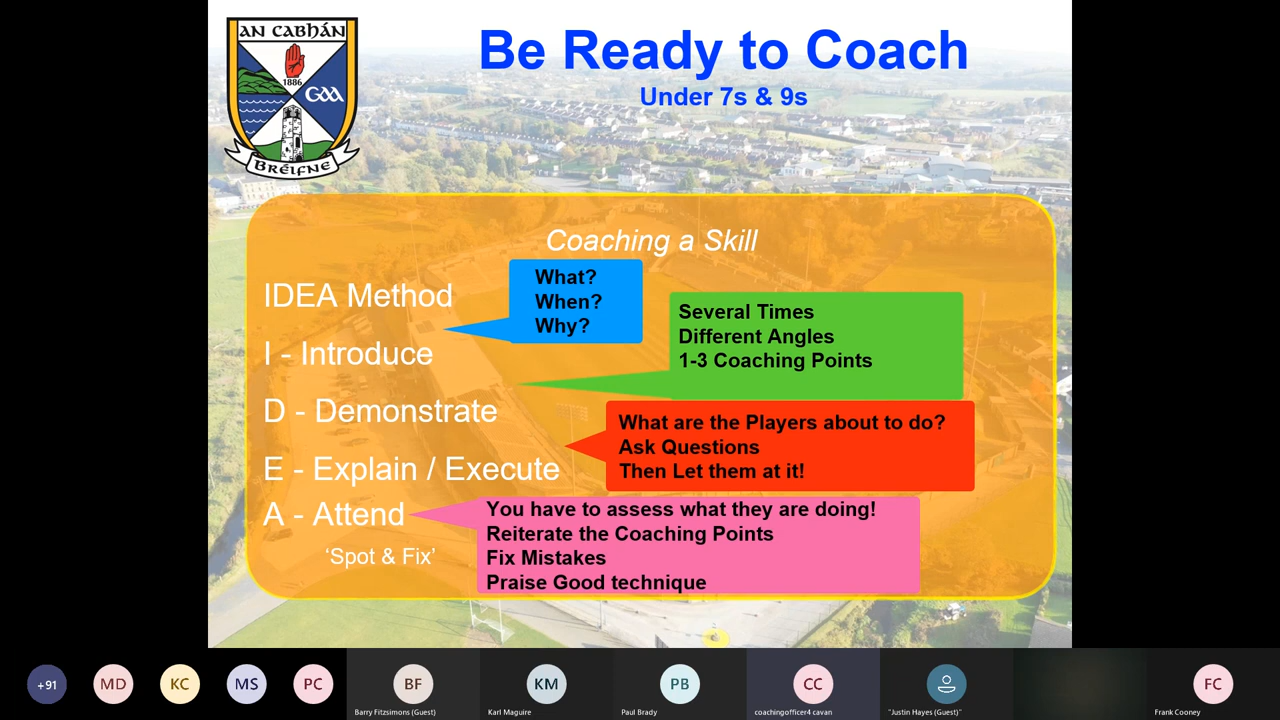 AN CABHÁN
1886
GAA
BRÉIFNE
Be Ready to Coach
Under 7s & 9s
Coaching a Skill
IDEA Method
What?
When?
Why?
I - Introduce
Several Times
Different Angles
1-3 Coaching Points
D - Demonstrate
What are the Players about to do?
Ask Questions
Then Let them at it!
E - Explain / Execute
A - Attend
'Spot & Fix'
You have to assess what they are doing!
Reiterate the Coaching Points
Fix Mistakes
Praise Good technique
+91
MD
KC
MS
PC
BF
Barry Fitzsimons (Guest)
KM
Karl Maguire
PB
Paul Brady
CC
coachingofficer4 cavan
"Justin Hayes (Guest)"
FC
Frank Cooney